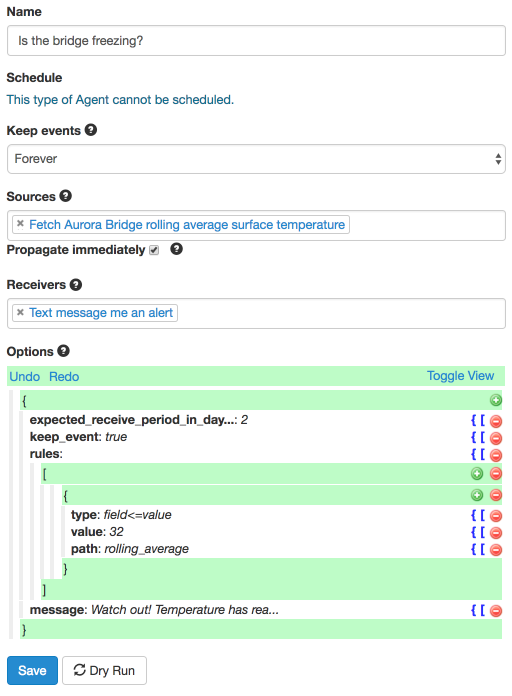 Name
Is the bridge freezing?
Schedule
This type of Agent cannot be scheduled.
Keep events ?
Forever
Sources ?
× Fetch Aurora Bridge rolling average surface temperature
Propagate immediately ?
Receivers ?
× Text message me an alert
Options ?
Undo Redo Toggle View
{
expected_receive_period_in_day...: 2 { [
keep_event: true { [
rules: { [
[
{
type: field<=value { [
value: 32 { [
path: rolling_average { [
}
]
message: Watch out! Temperature has rea... { [
}
Save Dry Run